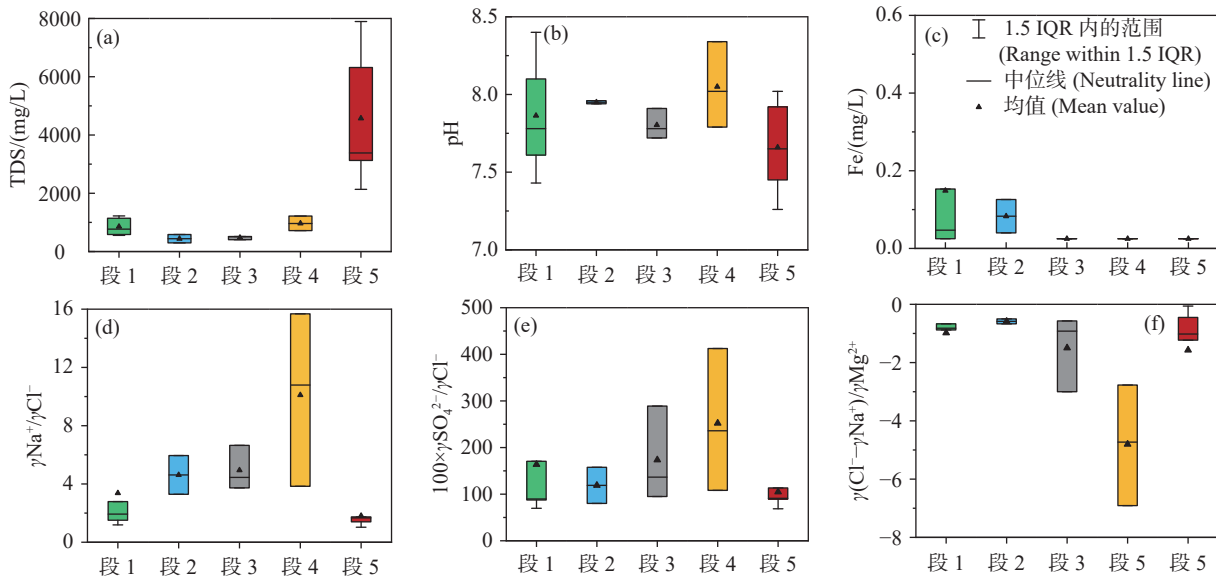 (a)
TDS/(mg/L)
8000
6000
4000
2000
0
段 1
段 2
段 3
段 4
段 5
(b)
pH
8.5
8.0
7.5
7.0
段 1
段 2
段 3
段 4
段 5
(c)
Fe/(mg/L)
0.6
0.4
0.2
0.0
段 1
段 2
段 3
段 4
段 5
1.5 IQR 内的范围
(Range within 1.5 IQR)
中位线 (Neutrality line)
均值 (Mean value)
(d)
γNa⁺/γCl⁻
16
12
8
4
0
段 1
段 2
段 3
段 4
段 5
(e)
100×γSO₄²⁻/γCl⁻
500
400
300
200
100
0
段 1
段 2
段 3
段 4
段 5
(f)
γ(Cl⁻−γNa⁺)/γMg²⁺
0
−2
−4
−6
−8
段 1
段 2
段 3
段 5
段 5